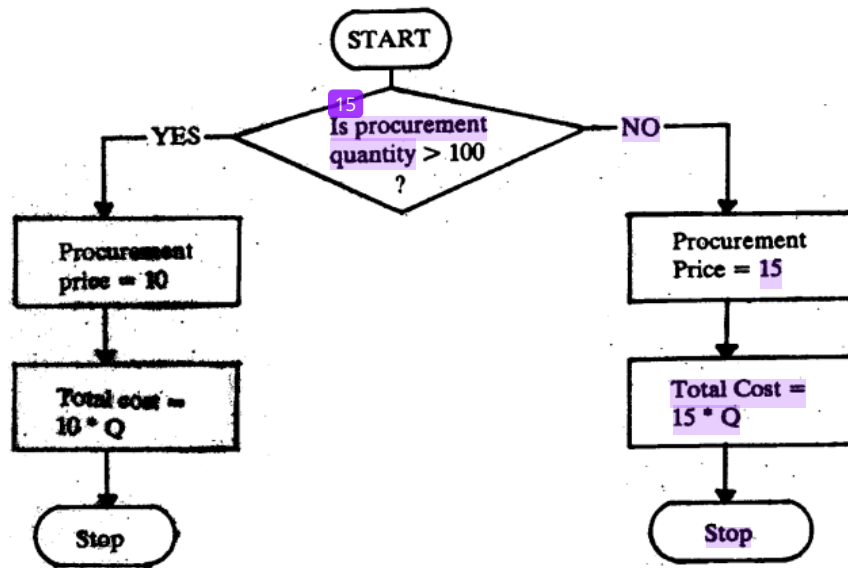 START
15
Is procurement
quantity > 100
?
YES
NO
Procurement
price = 10
Procurement
Price = 15
Total cost =
10 * Q
Total Cost =
15 * Q
Stop
Stop